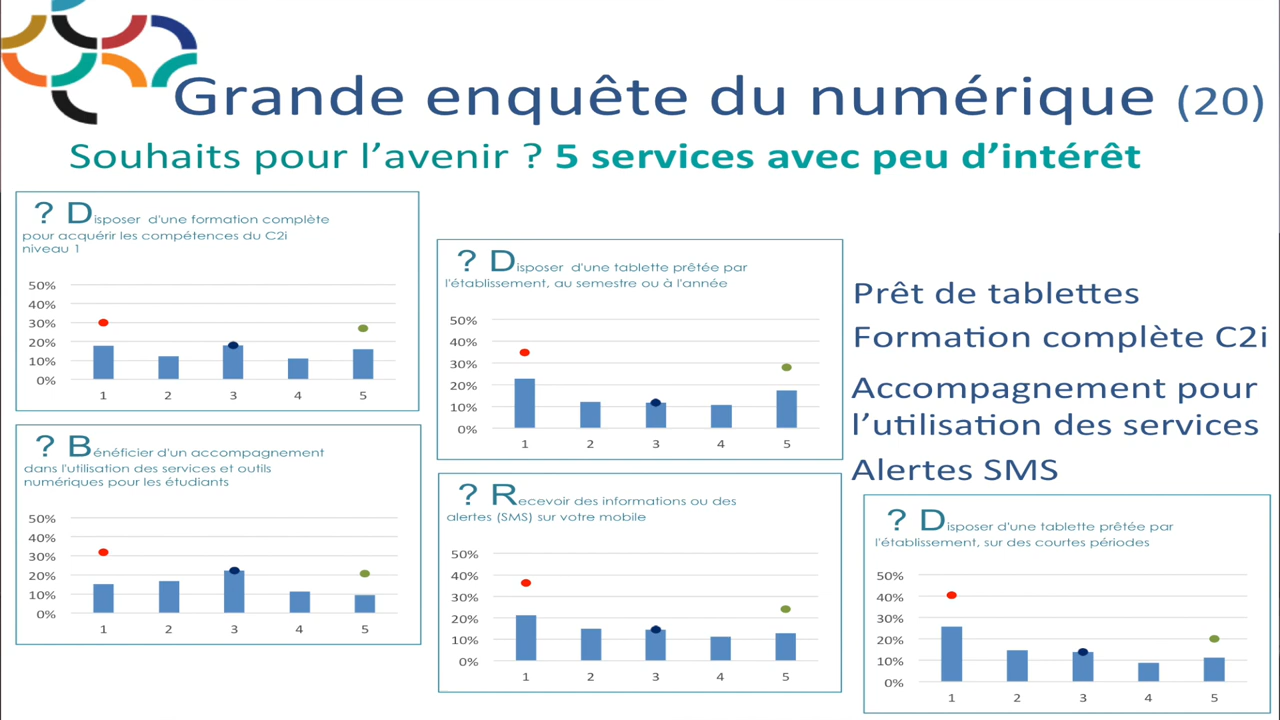 Grande enquête du numérique (20)
Souhaits pour l'avenir ? 5 services avec peu d'intérêt
? Disposer d'une formation complète
pour acquérir les compétences du C2i
niveau 1
50%
40%
30%
20%
10%
0%
1 2 3 4 5
? Bénéficier d'un accompagnement
dans l'utilisation des services et outils
numériques pour les étudiants
50%
40%
30%
20%
10%
0%
1 2 3 4 5
? Disposer d'une tablette prêtée par
l'établissement, au semestre ou à l'année
50%
40%
30%
20%
10%
0%
1 2 3 4 5
? Recevoir des informations ou des
alertes (SMS) sur votre mobile
50%
40%
30%
20%
10%
0%
1 2 3 4 5
Prêt de tablettes
Formation complète C2i
Accompagnement pour
l'utilisation des services
Alertes SMS
? Disposer d'une tablette prêtée par
l'établissement, sur des courtes périodes
50%
40%
30%
20%
10%
0%
1 2 3 4 5